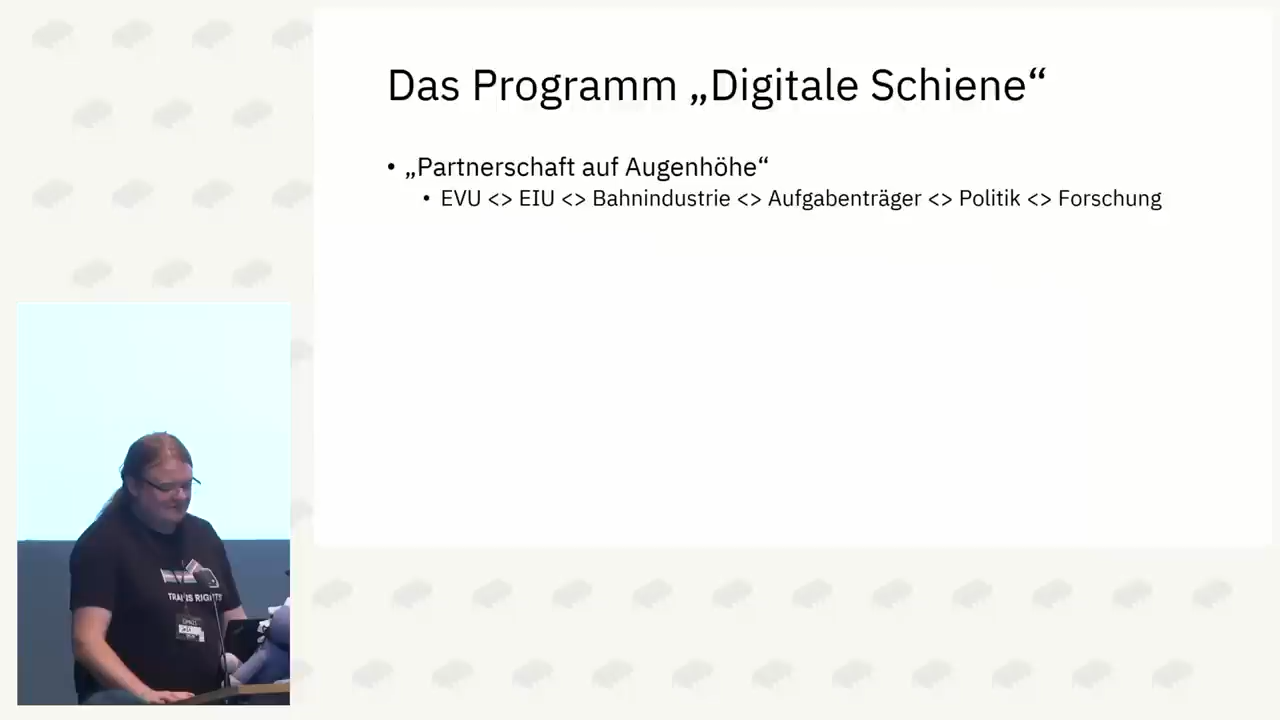 Das Programm „Digitale Schiene“
• „Partnerschaft auf Augenhöhe“
• EVU <> EIU <> Bahnindustrie <> Aufgabenträger <> Politik <> Forschung